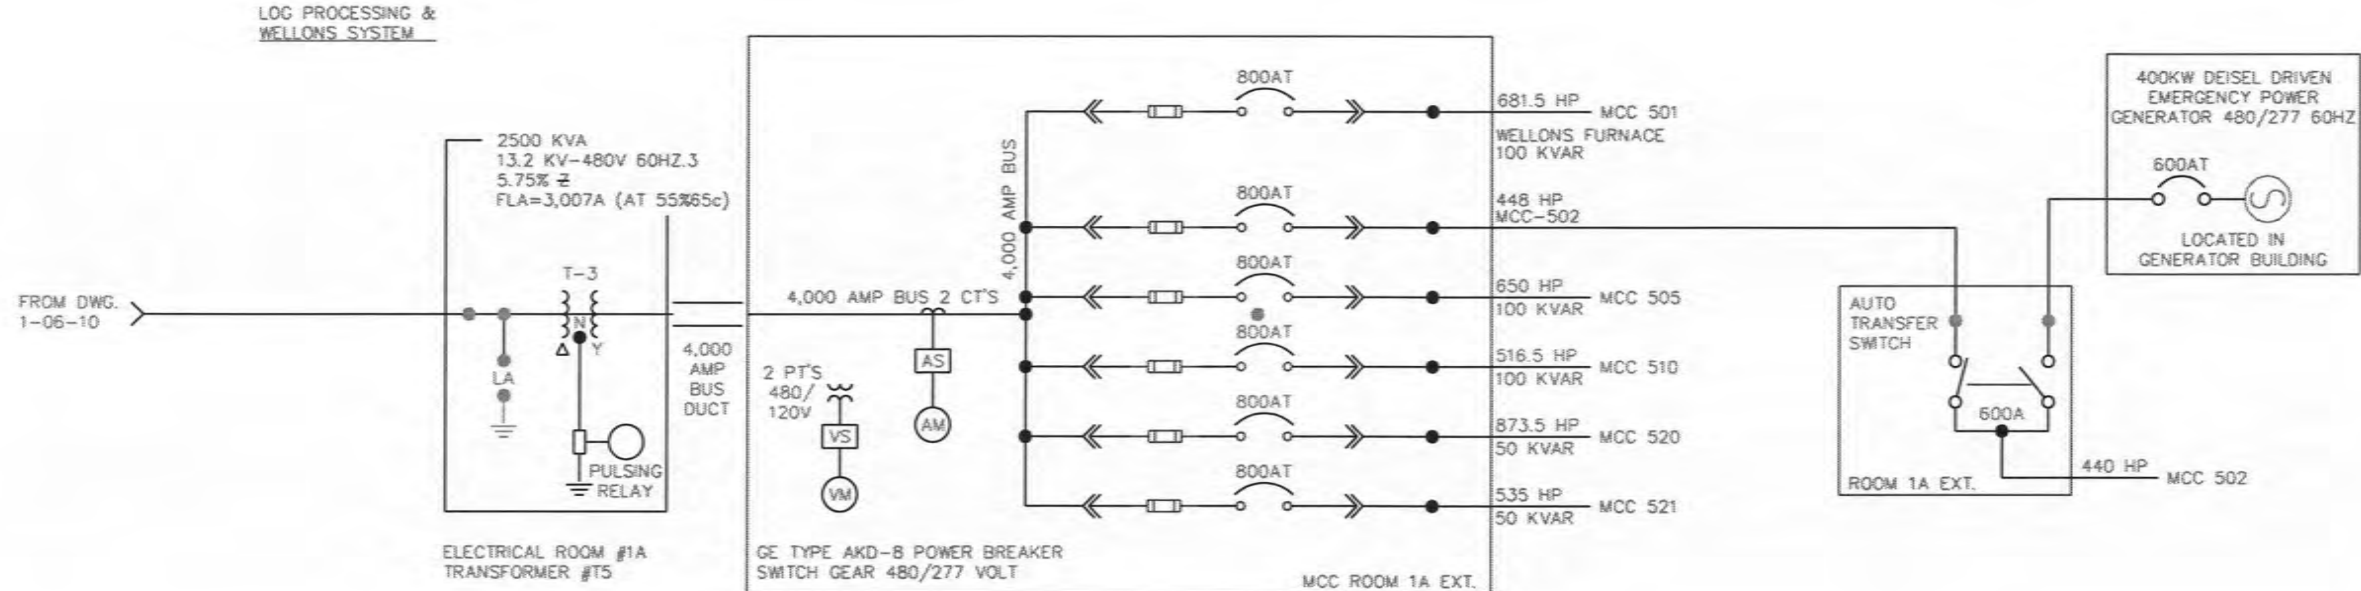 LOG PROCESSING &
WELLONS SYSTEM
FROM DWG.
1-06-10
2500 KVA
13.2 KV-480V 60HZ.3
5.75% Z
FLA=3,007A (AT 55%65c)
T-3
N
Δ Y
LA
PULSING
RELAY
ELECTRICAL ROOM #1A
TRANSFORMER #T5
4,000
AMP
BUS
DUCT
4,000 AMP BUS 2 CT'S
2 PT'S
480/
120V
VS
VM
AS
AM
4,000 AMP BUS
GE TYPE AKD-8 POWER BREAKER
SWITCH GEAR 480/277 VOLT
MCC ROOM 1A EXT.
800AT
681.5 HP
MCC 501
WELLONS FURNACE
100 KVAR
800AT
448 HP
MCC-502
800AT
650 HP
MCC 505
100 KVAR
800AT
516.5 HP
MCC 510
100 KVAR
800AT
873.5 HP
MCC 520
50 KVAR
800AT
535 HP
MCC 521
50 KVAR
AUTO
TRANSFER
SWITCH
600A
ROOM 1A EXT.
440 HP
MCC 502
400KW DEISEL DRIVEN
EMERGENCY POWER
GENERATOR 480/277 60HZ
600AT
LOCATED IN
GENERATOR BUILDING